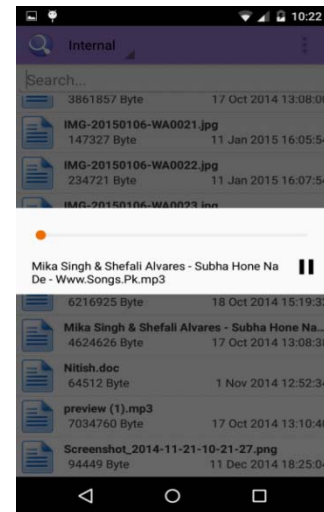 10:22
Internal
Search...
3861857 Byte 17 Oct 2014 13:08:0
IMG-20150106-WA0021.jpg
147327 Byte 11 Jan 2015 16:05:5
IMG-20150106-WA0022.jpg
234721 Byte 11 Jan 2015 16:07:5
IMG-20150106-WA0023.jpg
Mika Singh & Shefali Alvares - Subha Hone Na
De - Www.Songs.Pk.mp3
6216925 Byte 18 Oct 2014 15:19:3
Mika Singh & Shefali Alvares - Subha Hone Na...
4624626 Byte 17 Oct 2014 13:08:3
Nitish.doc
64512 Byte 1 Nov 2014 12:52:3
preview (1).mp3
7034760 Byte 17 Oct 2014 13:10:4
Screenshot_2014-11-21-10-21-27.png
94449 Byte 11 Dec 2014 18:25:0